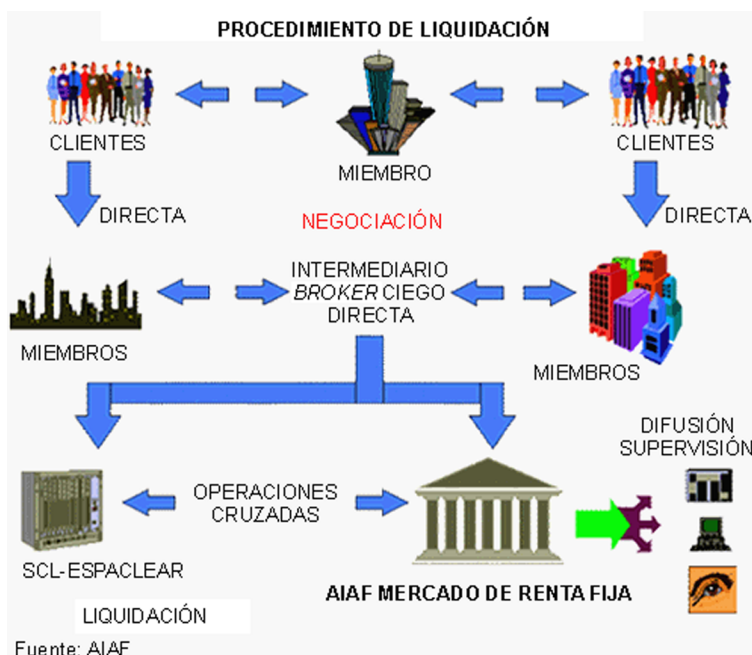 PROCEDIMIENTO DE LIQUIDACIÓN
CLIENTES
MIEMBRO
CLIENTES
DIRECTA
NEGOCIACIÓN
DIRECTA
INTERMEDIARIO
BROKER CIEGO
DIRECTA
MIEMBROS
MIEMBROS
DIFUSIÓN
SUPERVISIÓN
OPERACIONES
CRUZADAS
SCL-ESPACLEAR
AIAF MERCADO DE RENTA FIJA
LIQUIDACIÓN
Fuente: AIAF